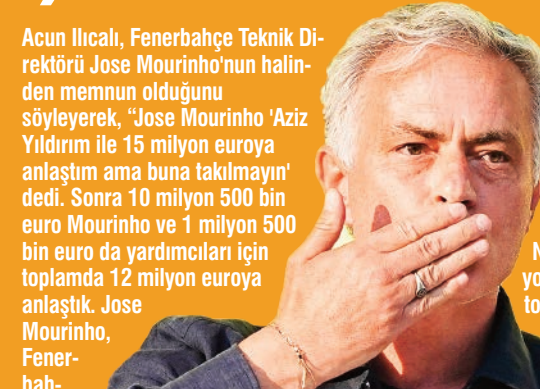 Acun Ilıcalı, Fenerbahçe Teknik Di-
rektörü Jose Mourinho'nun halin-
den memnun olduğunu
söyleyerek, “Jose Mourinho 'Aziz
Yıldırım ile 15 milyon euroya
anlaştım ama buna takılmayın'
dedi. Sonra 10 milyon 500 bin
euro Mourinho ve 1 milyon 500
bin euro da yardımcıları için
toplamda 12 milyon euroya
anlaştık. Jose
Mourinho,
Fener-
bah-